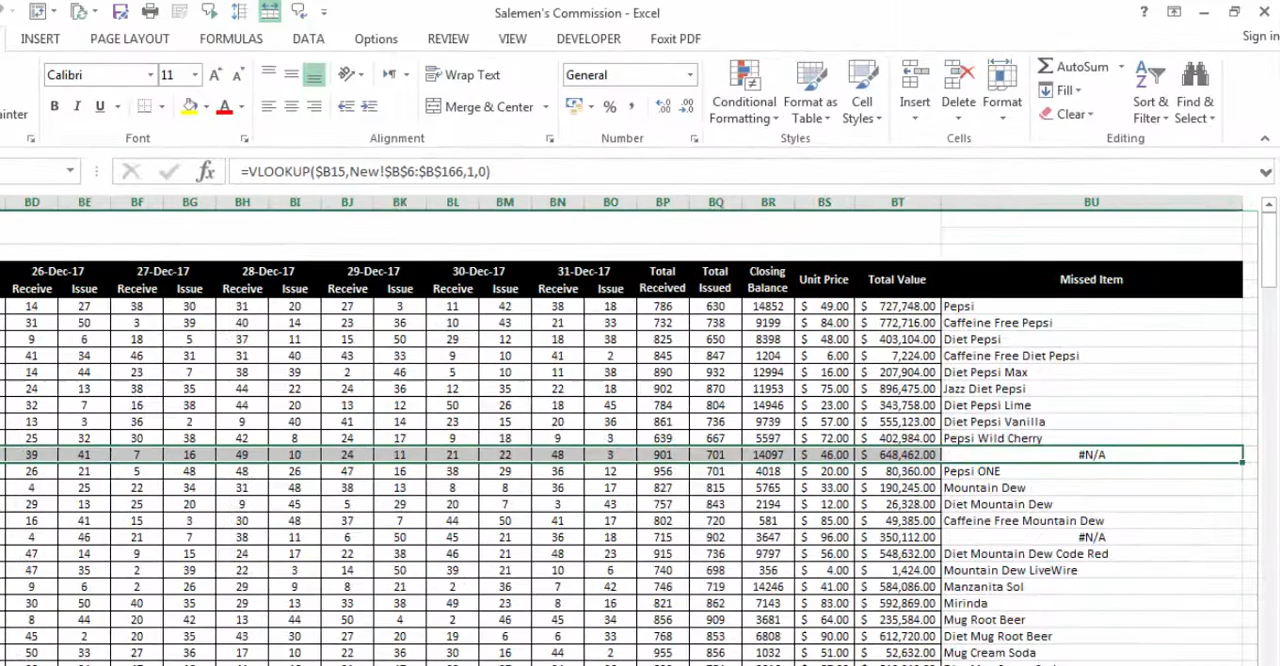 Salemen's Commission - Excel
?
INSERT PAGE LAYOUT FORMULAS DATA Options REVIEW VIEW DEVELOPER Foxit PDF Sign in
Calibri 11 A A Wrap Text General AutoSum
ainter B I U A Merge & Center % , Conditional Formatting Format as Table Cell Styles Insert Delete Format Fill Clear Sort & Filter Find & Select
Font Alignment Number Styles Cells Editing
fx =VLOOKUP($B15,New!$B$6:$B$166,1,0)
BD BE BF BG BH BI BJ BK BL BM BN BO BP BQ BR BS BT BU
26-Dec-17 27-Dec-17 28-Dec-17 29-Dec-17 30-Dec-17 31-Dec-17 Total Total Closing Unit Price Total Value Missed Item
Receive Issue Receive Issue Receive Issue Receive Issue Receive Issue Receive Issue Received Issued Balance
14 27 38 30 31 20 27 3 11 42 38 18 786 630 14852 $ 49.00 $ 727,748.00 Pepsi
31 50 3 39 40 14 23 36 10 43 21 33 732 738 9199 $ 84.00 $ 772,716.00 Caffeine Free Pepsi
9 6 18 5 37 11 15 50 29 12 18 38 825 650 8398 $ 48.00 $ 403,104.00 Diet Pepsi
41 34 46 31 31 40 43 33 9 10 41 2 845 847 1204 $ 6.00 $ 7,224.00 Caffeine Free Diet Pepsi
14 44 23 7 38 39 2 46 5 10 11 38 890 932 12994 $ 16.00 $ 207,904.00 Diet Pepsi Max
24 13 38 35 44 22 24 36 12 35 22 18 902 870 11953 $ 75.00 $ 896,475.00 Jazz Diet Pepsi
32 7 16 38 44 20 13 12 50 26 18 45 784 804 14946 $ 23.00 $ 343,758.00 Diet Pepsi Lime
13 3 36 2 9 40 41 14 23 15 20 36 861 736 9739 $ 57.00 $ 555,123.00 Diet Pepsi Vanilla
25 32 30 38 42 8 24 17 9 18 9 3 639 667 5597 $ 72.00 $ 402,984.00 Pepsi Wild Cherry
39 41 7 16 49 10 24 11 21 22 48 3 901 701 14097 $ 46.00 $ 648,462.00 #N/A
26 21 5 48 48 26 47 16 38 29 36 12 956 774 4018 $ 20.00 $ 80,360.00 Pepsi ONE
4 25 22 34 31 48 38 13 8 8 36 17 827 815 5765 $ 33.00 $ 190,245.00 Mountain Dew
29 13 25 20 9 45 5 29 20 7 3 43 757 843 2194 $ 12.00 $ 26,328.00 Diet Mountain Dew
16 41 15 3 30 48 37 7 44 50 41 17 802 720 581 $ 85.00 $ 49,385.00 Caffeine Free Mountain Dew
4 46 21 7 38 11 6 50 45 21 36 18 715 902 3647 $ 96.00 $ 350,112.00 #N/A
47 14 9 15 24 17 22 38 46 21 48 23 915 736 9797 $ 56.00 $ 548,632.00 Diet Mountain Dew Code Red
47 35 2 39 22 3 14 50 39 21 10 6 740 698 356 $ 4.00 $ 1,424.00 Mountain Dew LiveWire
9 6 2 26 29 9 8 21 2 36 7 42 746 719 14246 $ 41.00 $ 584,086.00 Manzanita Sol
30 50 40 35 29 13 33 38 49 23 8 21 821 862 7143 $ 83.00 $ 592,869.00 Mirinda
8 44 20 42 13 44 50 4 2 46 45 34 856 909 3681 $ 64.00 $ 235,584.00 Mug Root Beer
45 2 20 35 43 30 27 20 19 6 6 33 768 853 6808 $ 90.00 $ 612,720.00 Diet Mug Root Beer
50 33 27 36 17 10 22 36 30 16 44 2 955 856 1032 $ 51.00 $ 52,632.00 Mug Cream Soda